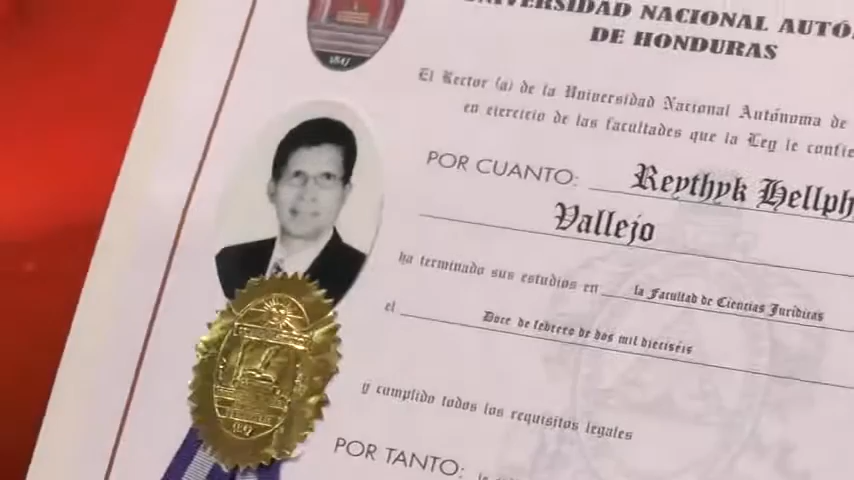 UNIVERSIDAD NACIONAL AUTÓ
DE HONDURAS
1847
El Rector (a) de la Universidad Nacional Autónoma de
en ejercicio de las facultades que la Ley le confie
POR CUANTO: Reythyk Hellph
Vallejo
ha terminado sus estudios en la Facultad de Ciencias Jurídicas
el Doce de febrero de dos mil dieciséis
y cumplido todos los requisitos legales
1847
POR TANTO: